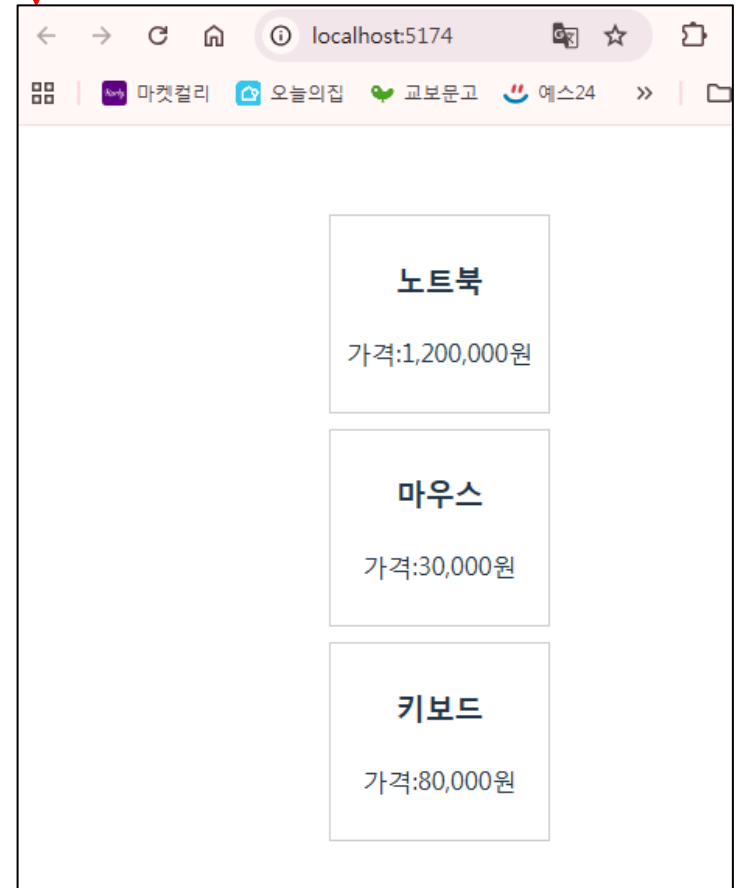 localhost:5174
마켓컬리 오늘의집 교보문고 예스24
노트북
가격:1,200,000원
마우스
가격:30,000원
키보드
가격:80,000원